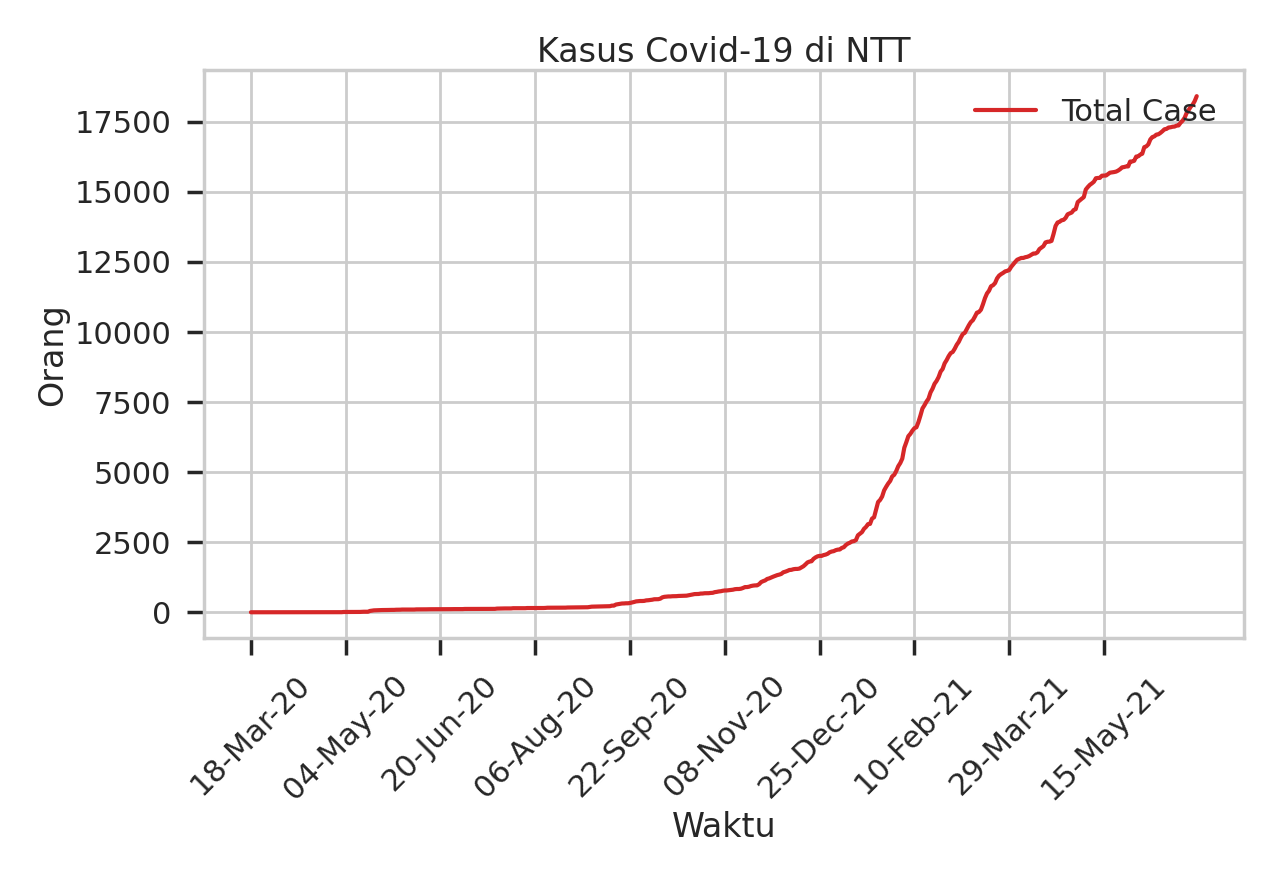 Kasus Covid-19 di NTT
Total Case
Orang
17500
15000
12500
10000
7500
5000
2500
0
18-Mar-20
04-May-20
20-Jun-20
06-Aug-20
22-Sep-20
08-Nov-20
25-Dec-20
10-Feb-21
29-Mar-21
15-May-21
Waktu